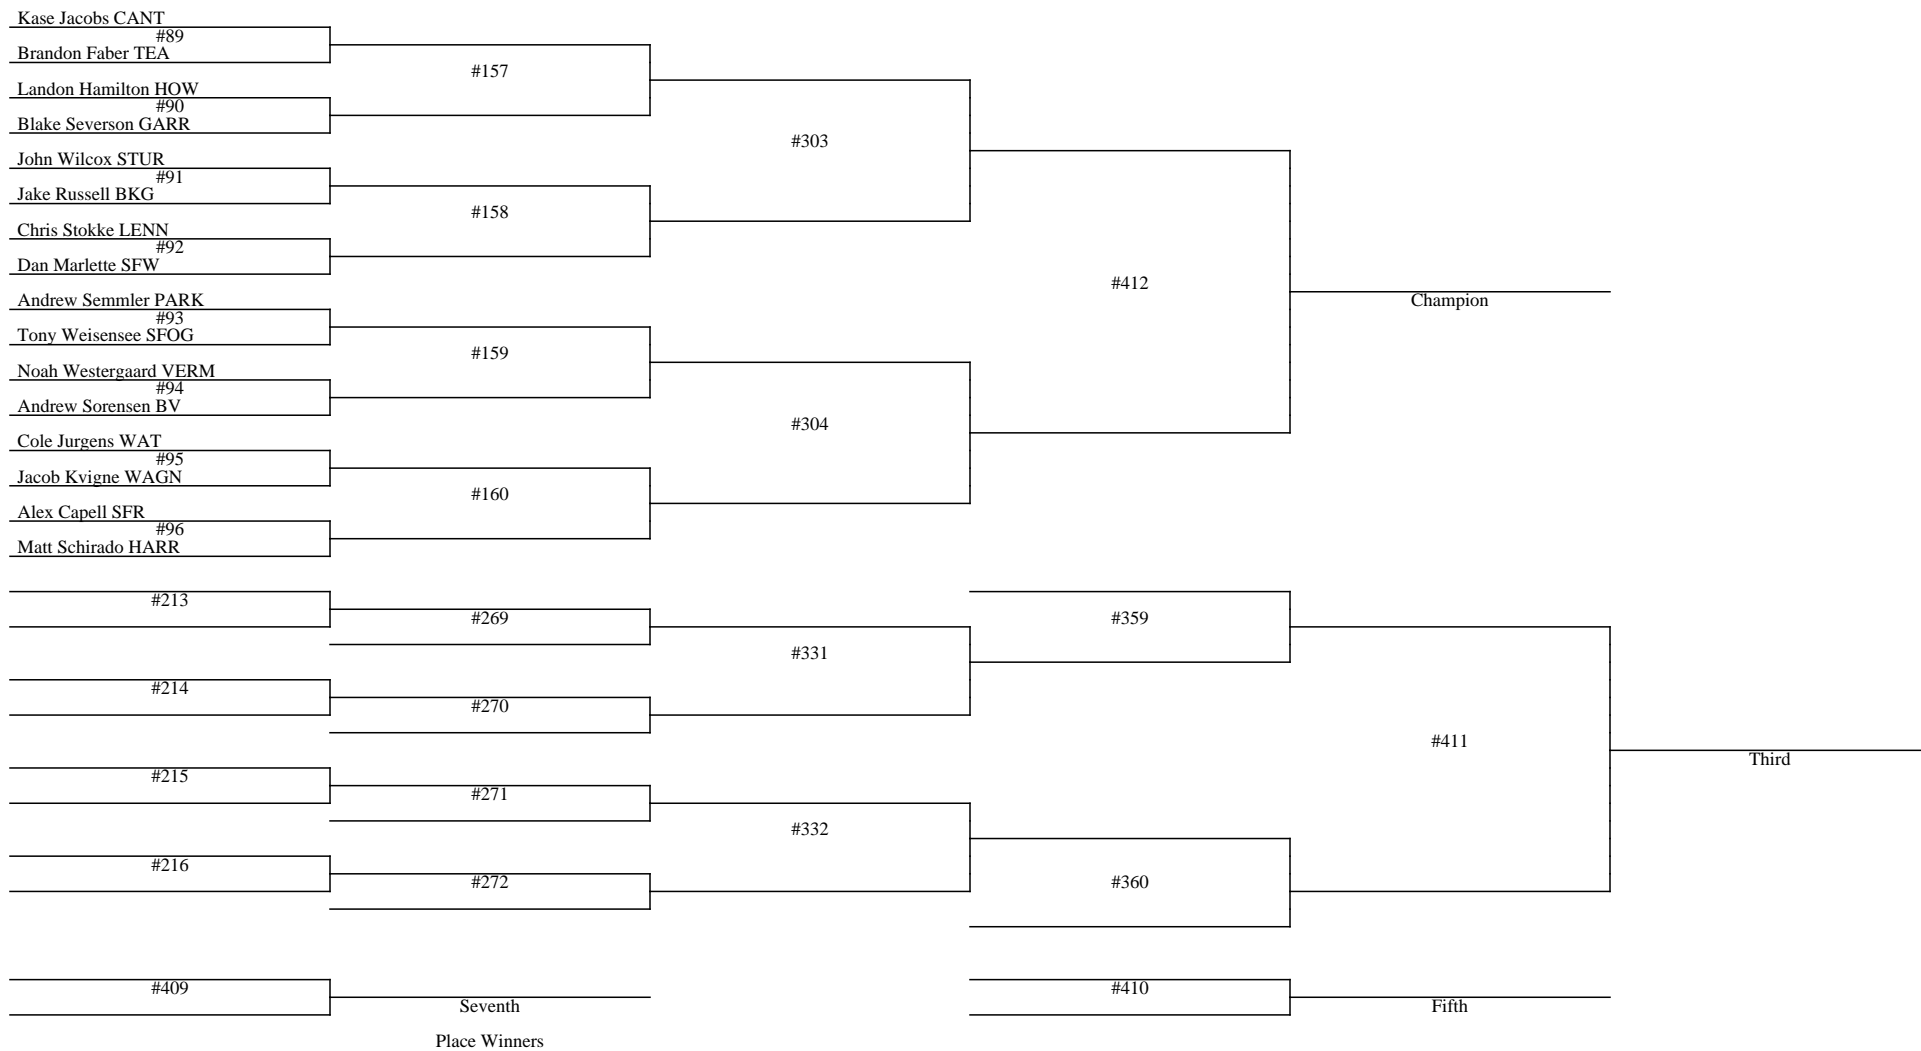 Kase Jacobs CANT
#89
Brandon Faber TEA
#157
Landon Hamilton HOW
#90
Blake Severson GARR
#303
John Wilcox STUR
#91
Jake Russell BKG
#158
Chris Stokke LENN
#92
Dan Marlette SFW
#412
Champion
Andrew Semmler PARK
#93
Tony Weisensee SFOG
#159
Noah Westergaard VERM
#94
Andrew Sorensen BV
#304
Cole Jurgens WAT
#95
Jacob Kvigne WAGN
#160
Alex Capell SFR
#96
Matt Schirado HARR
#213
#269
#331
#359
#214
#270
#411
Third
#215
#271
#332
#216
#272
#360
#409
Seventh
#410
Fifth
Place Winners